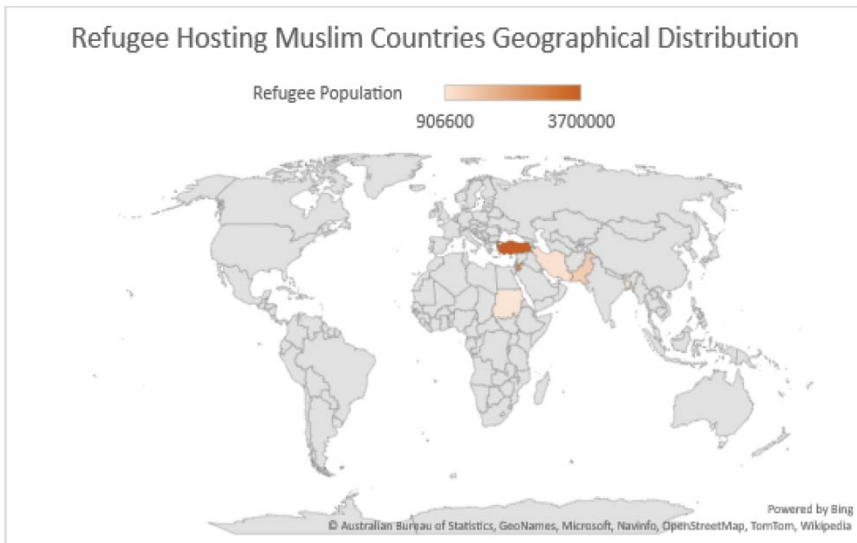 Refugee Hosting Muslim Countries Geographical Distribution
Refugee Population
906600 3700000
Powered by Bing
© Australian Bureau of Statistics, GeoNames, Microsoft, Navinfo, OpenStreetMap, TomTom, Wikipedia